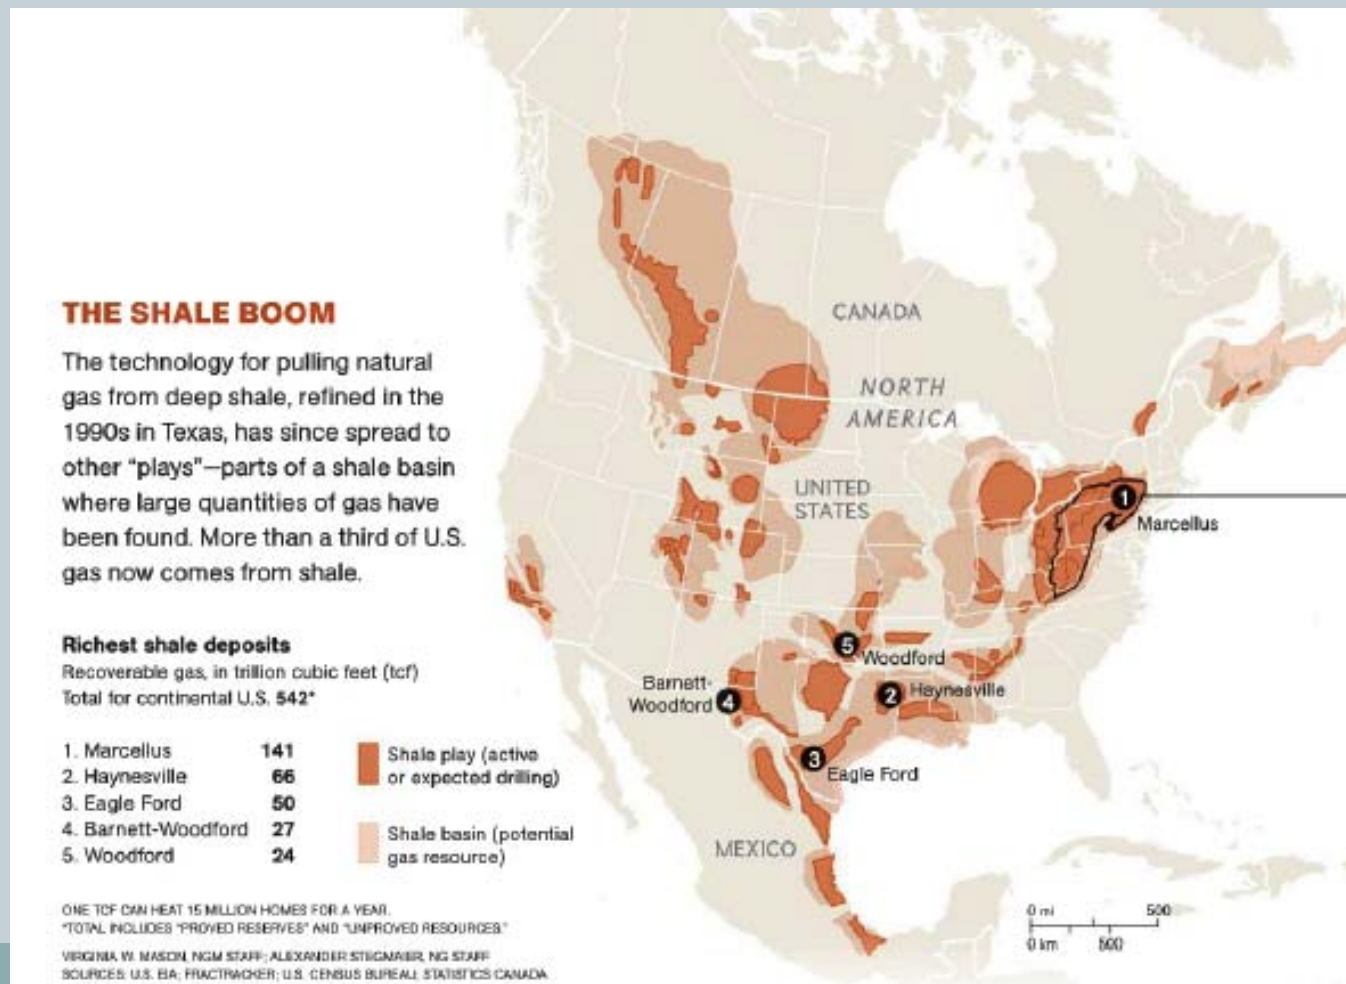 THE SHALE BOOM
The technology for pulling natural
gas from deep shale, refined in the
1990s in Texas, has since spread to
other “plays”—parts of a shale basin
where large quantities of gas have
been found. More than a third of U.S.
gas now comes from shale.
Richest shale deposits
Recoverable gas, in trillion cubic feet (tcf)
Total for continental U.S. 542*
1. Marcellus 141
2. Haynesville 66
3. Eagle Ford 50
4. Barnett-Woodford 27
5. Woodford 24
Shale play (active
or expected drilling)
Shale basin (potential
gas resource)
ONE TCF CAN HEAT 15 MILLION HOMES FOR A YEAR.
*TOTAL INCLUDES “PROVED RESERVES” AND “UNPROVED RESOURCES.”
VIRGINIA W. MASON, NGM STAFF; ALEXANDER STEGMAIER, NG STAFF
SOURCES: U.S. EIA; FRACTRACKER; U.S. CENSUS BUREAU; STATISTICS CANADA
CANADA
NORTH
AMERICA
UNITED
STATES
1
Marcellus
5
Woodford
Barnett-
Woodford 4
2 Haynesville
3
Eagle Ford
MEXICO
0 mi 500
0 km 500